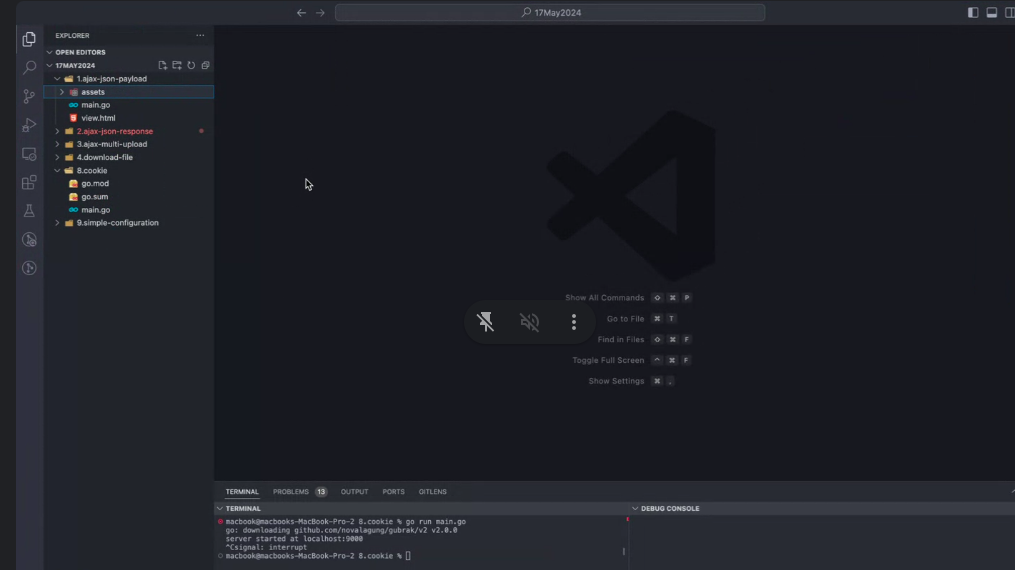 17May2024
EXPLORER
OPEN EDITORS
17MAY2024
1.ajax-json-payload
assets
main.go
view.html
2.ajax-json-response
3.ajax-multi-upload
4.download-file
8.cookie
go.mod
go.sum
main.go
9.simple-configuration
Show All Commands ⇧ ⌘ P
Go to File ⌘ T
Find in Files ⇧ ⌘ F
Toggle Full Screen ^ ⌘ F
Show Settings ⌘ ,
TERMINAL PROBLEMS 13 OUTPUT PORTS GITLENS
TERMINAL
macbook@macbooks-MacBook-Pro-2 8.cookie % go run main.go
go: downloading github.com/novalagung/gubrak/v2 v2.0.0
server started at localhost:9000
^Csignal: interrupt
macbook@macbooks-MacBook-Pro-2 8.cookie %
DEBUG CONSOLE